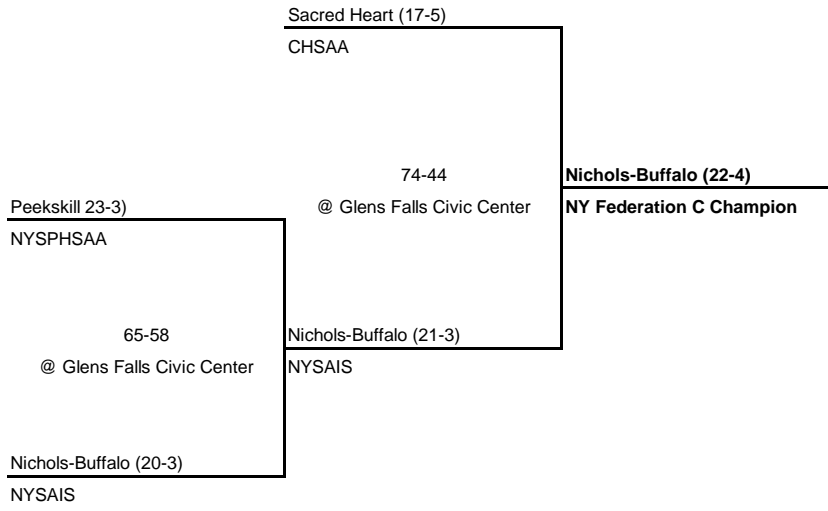 Sacred Heart (17-5)
CHSAA
74-44
Nichols-Buffalo (22-4)
Peekskill 23-3)
@ Glens Falls Civic Center
NY Federation C Champion
NYSPHSAA
65-58
Nichols-Buffalo (21-3)
@ Glens Falls Civic Center
NYSAIS
Nichols-Buffalo (20-3)
NYSAIS